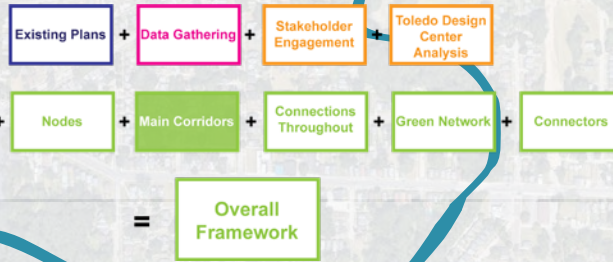 Existing Plans + Data Gathering + Stakeholder Engagement + Toledo Design Center Analysis
+ Nodes + Main Corridors + Connections Throughout + Green Network + Connectors
= Overall Framework